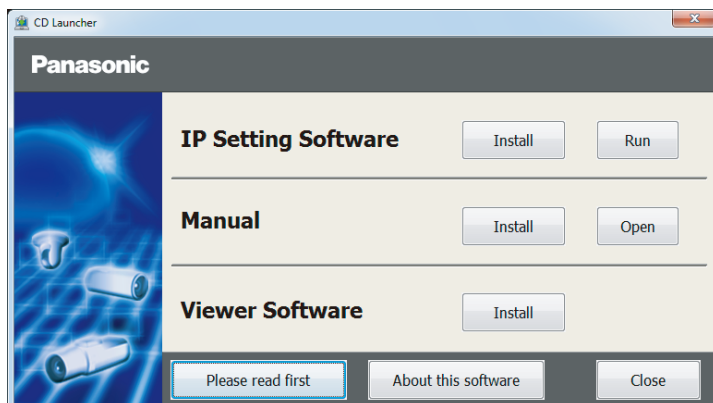 CD Launcher
Panasonic
IP Setting Software Install Run
Manual Install Open
Viewer Software Install
Please read first About this software Close